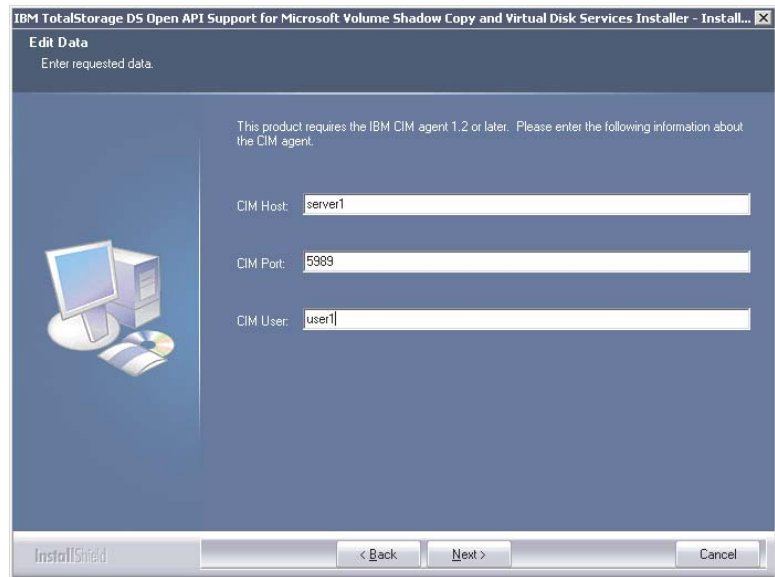 IBM TotalStorage DS Open API Support for Microsoft Volume Shadow Copy and Virtual Disk Services Installer - Install...
Edit Data
Enter requested data.
This product requires the IBM CIM agent 1.2 or later. Please enter the following information about
the CIM agent.
CIM Host: server1
CIM Port: 5989
CIM User: user1
InstallShield
< Back
Next >
Cancel